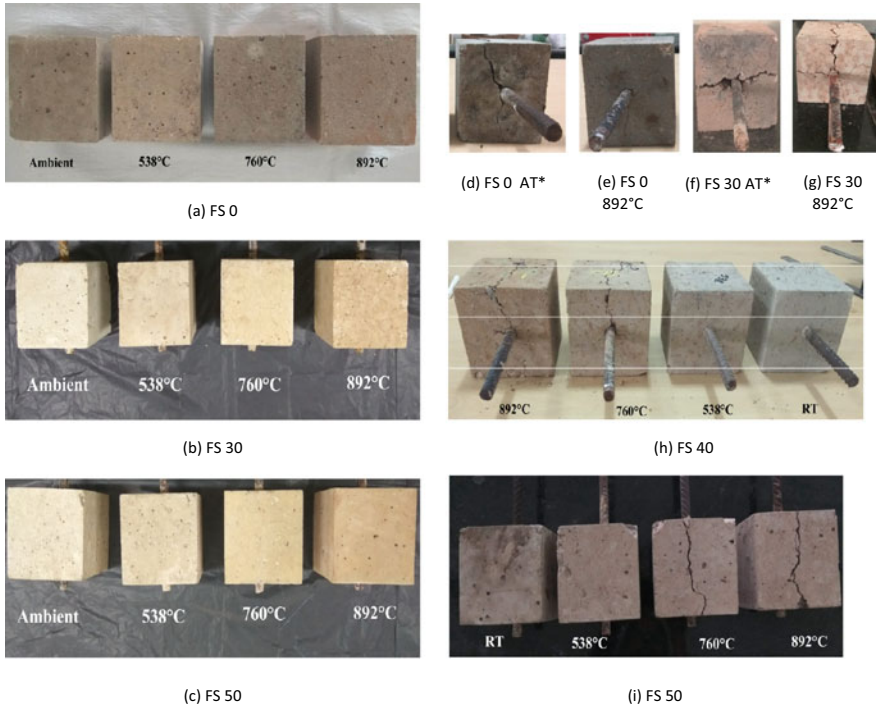 Ambient 538°C 760°C 892°C
(a) FS 0
Ambient 538°C 760°C 892°C
(b) FS 30
Ambient 538°C 760°C 892°C
(c) FS 50
(d) FS 0 AT*
(e) FS 0
892°C
(f) FS 30 AT*
(g) FS 30
892°C
892°C 760°C 538°C RT
(h) FS 40
RT 538°C 760°C 892°C
(i) FS 50